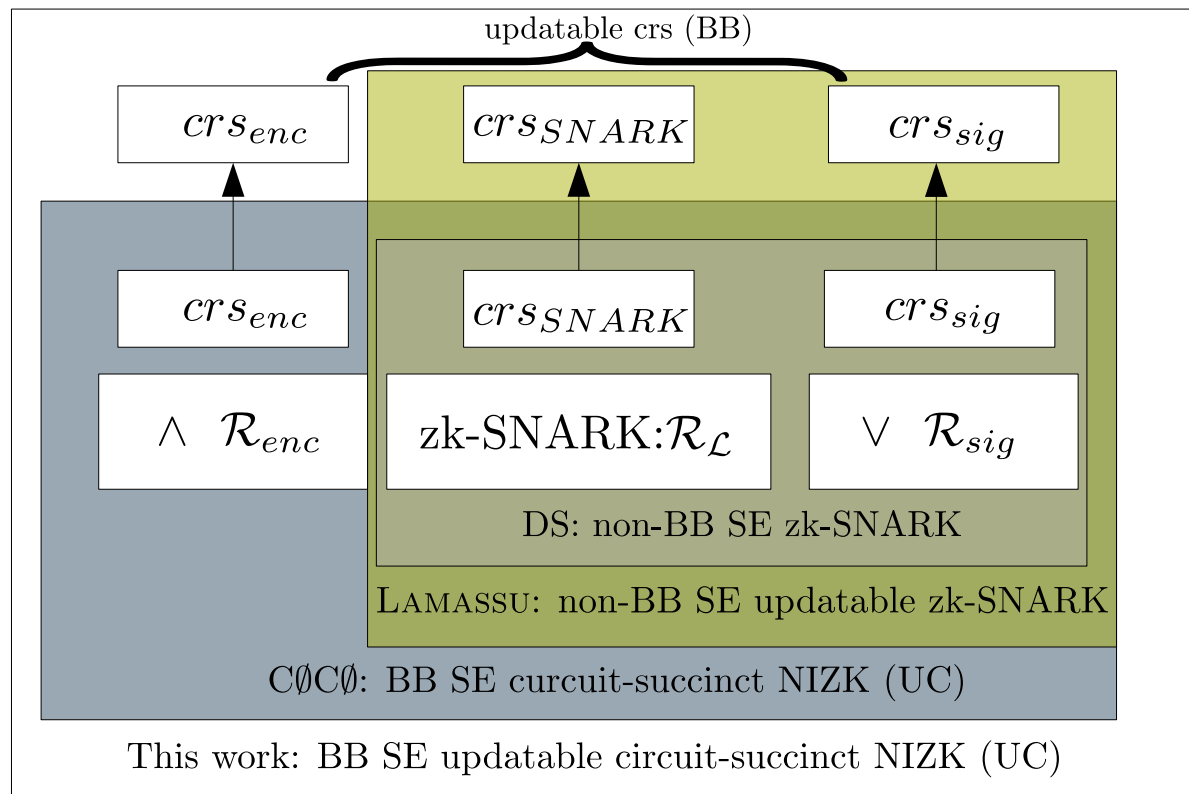 updatable crs (BB)
crs_enc crs_SNARK crs_sig
crs_enc crs_SNARK crs_sig
∧ ℛ_enc zk-SNARK:ℛ_ℒ ∨ ℛ_sig
DS: non-BB SE zk-SNARK
LAMASSU: non-BB SE updatable zk-SNARK
C∅C∅: BB SE curcuit-succinct NIZK (UC)
This work: BB SE updatable circuit-succinct NIZK (UC)